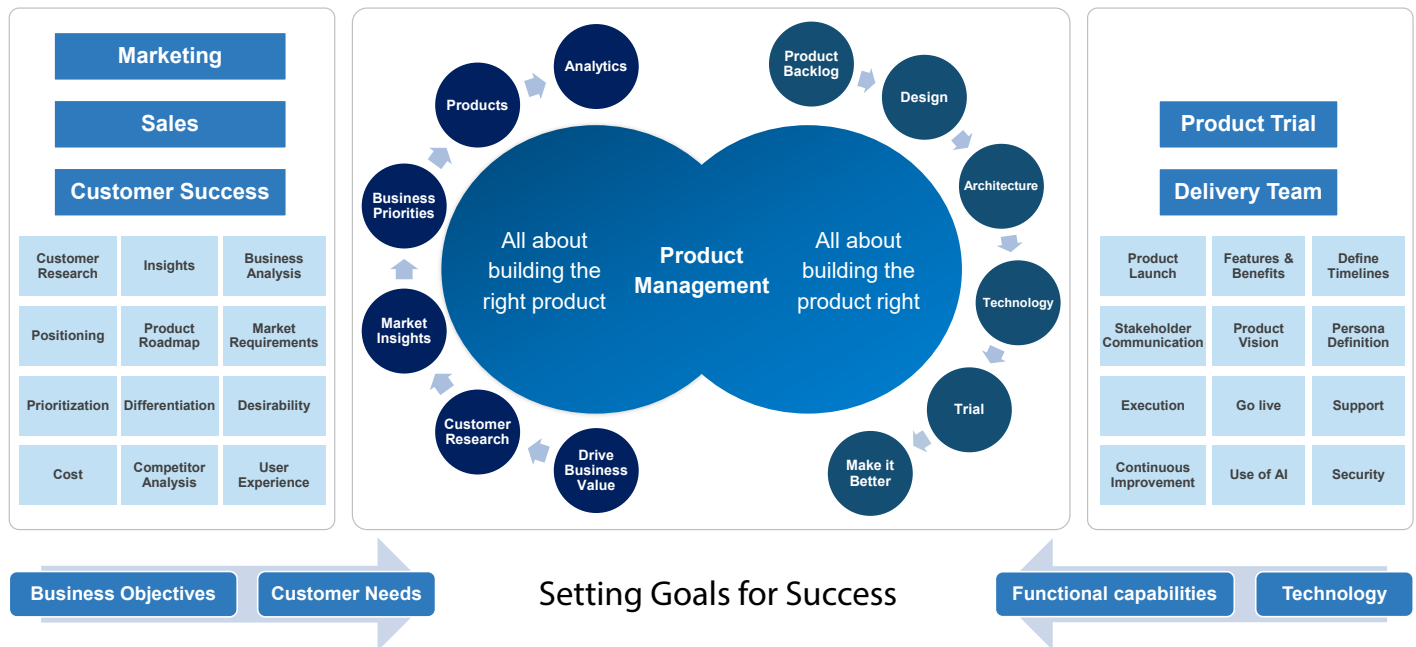 Marketing
Sales
Customer Success
Customer
Research
Insights
Business
Analysis
Positioning
Product
Roadmap
Market
Requirements
Prioritization
Differentiation
Desirability
Cost
Competitor
Analysis
User
Experience
Analytics
Products
Business
Priorities
Market
Insights
Customer
Research
Drive
Business
Value
All about
building the
right product
Product
Management
All about
building the
product right
Product
Backlog
Design
Architecture
Technology
Trial
Make it
Better
Product Trial
Delivery Team
Product
Launch
Features &
Benefits
Define
Timelines
Stakeholder
Communication
Product
Vision
Persona
Definition
Execution
Go live
Support
Continuous
Improvement
Use of AI
Security
Business Objectives
Customer Needs
Setting Goals for Success
Functional capabilities
Technology